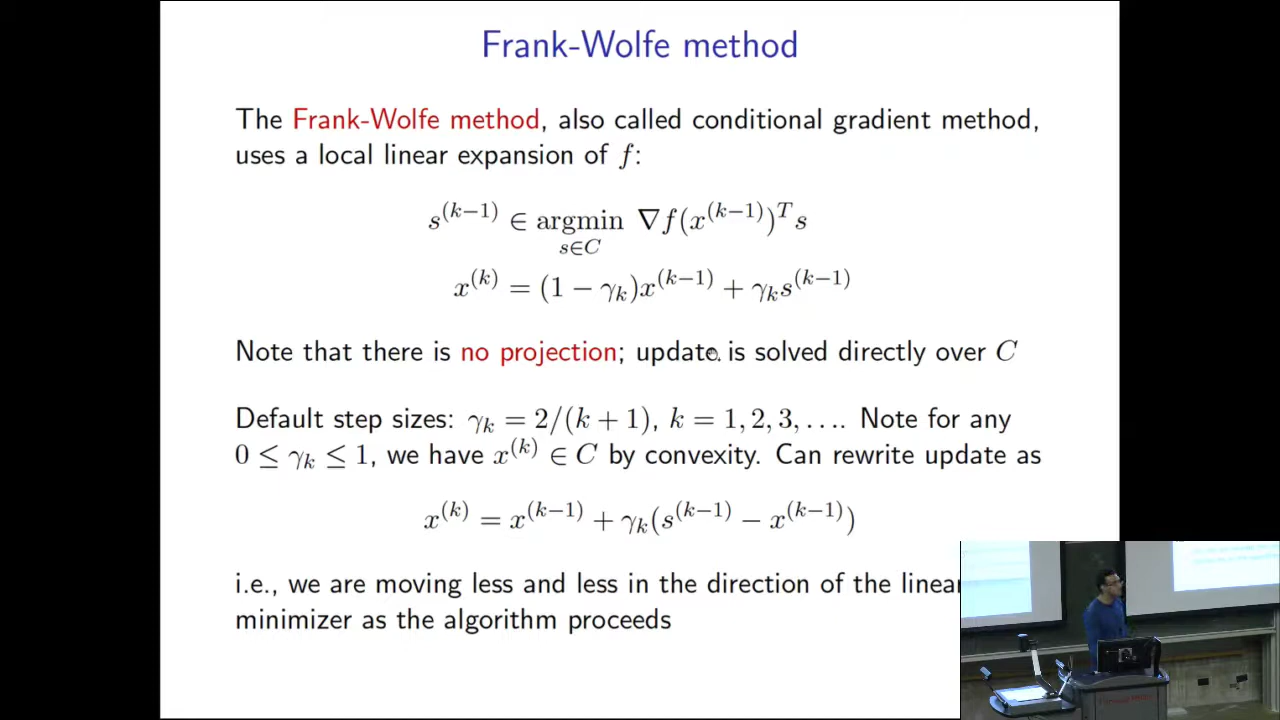 Frank-Wolfe method
The Frank-Wolfe method, also called conditional gradient method,
uses a local linear expansion of f:
s^{(k−1)} ∈ argmin_{s∈C} ∇f(x^{(k−1)})^T s
x^{(k)} = (1 − γ_k)x^{(k−1)} + γ_k s^{(k−1)}
Note that there is no projection; update is solved directly over C
Default step sizes: γ_k = 2/(k + 1), k = 1, 2, 3, . . .. Note for any
0 ≤ γ_k ≤ 1, we have x^{(k)} ∈ C by convexity. Can rewrite update as
x^{(k)} = x^{(k−1)} + γ_k(s^{(k−1)} − x^{(k−1)})
i.e., we are moving less and less in the direction of the linear
minimizer as the algorithm proceeds